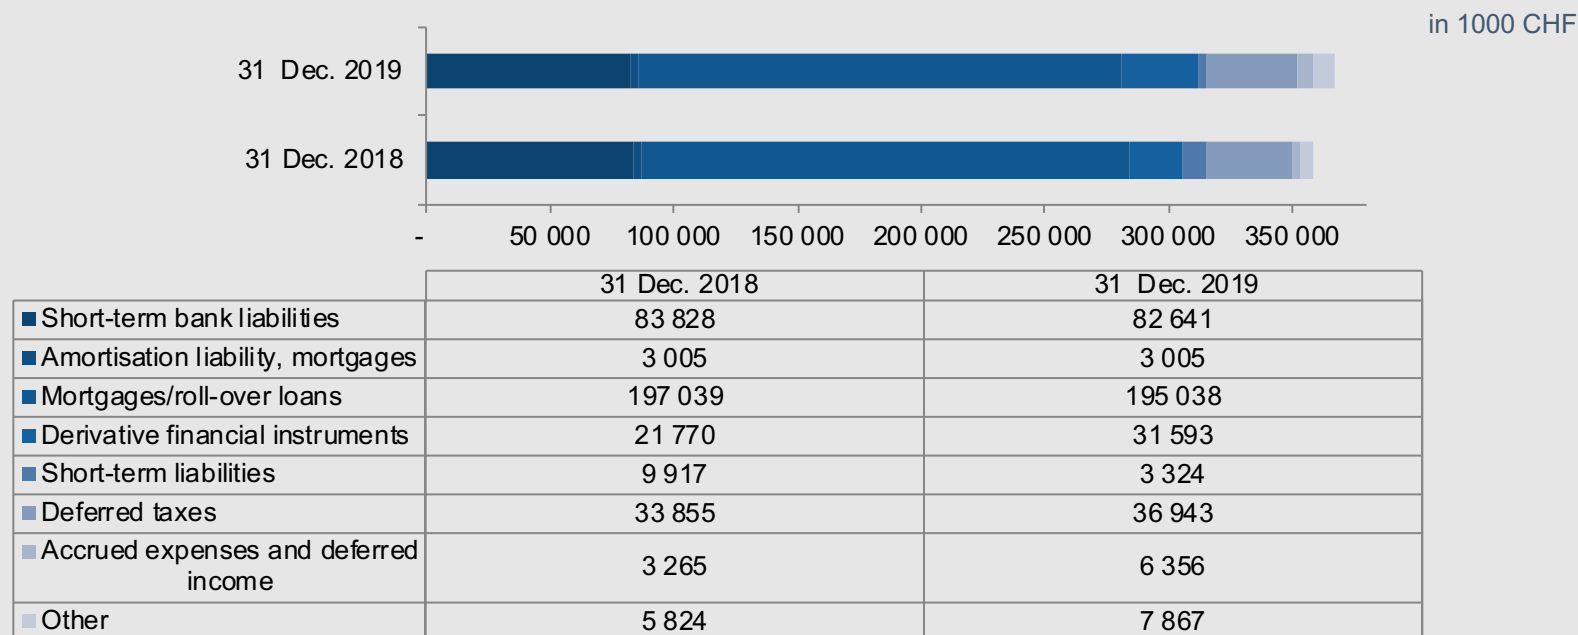 in 1000 CHF
31 Dec. 2019
31 Dec. 2018
- 50 000 100 000 150 000 200 000 250 000 300 000 350 000
31 Dec. 2018 31 Dec. 2019
Short-term bank liabilities 83 828 82 641
Amortisation liability, mortgages 3 005 3 005
Mortgages/roll-over loans 197 039 195 038
Derivative financial instruments 21 770 31 593
Short-term liabilities 9 917 3 324
Deferred taxes 33 855 36 943
Accrued expenses and deferred
income 3 265 6 356
Other 5 824 7 867